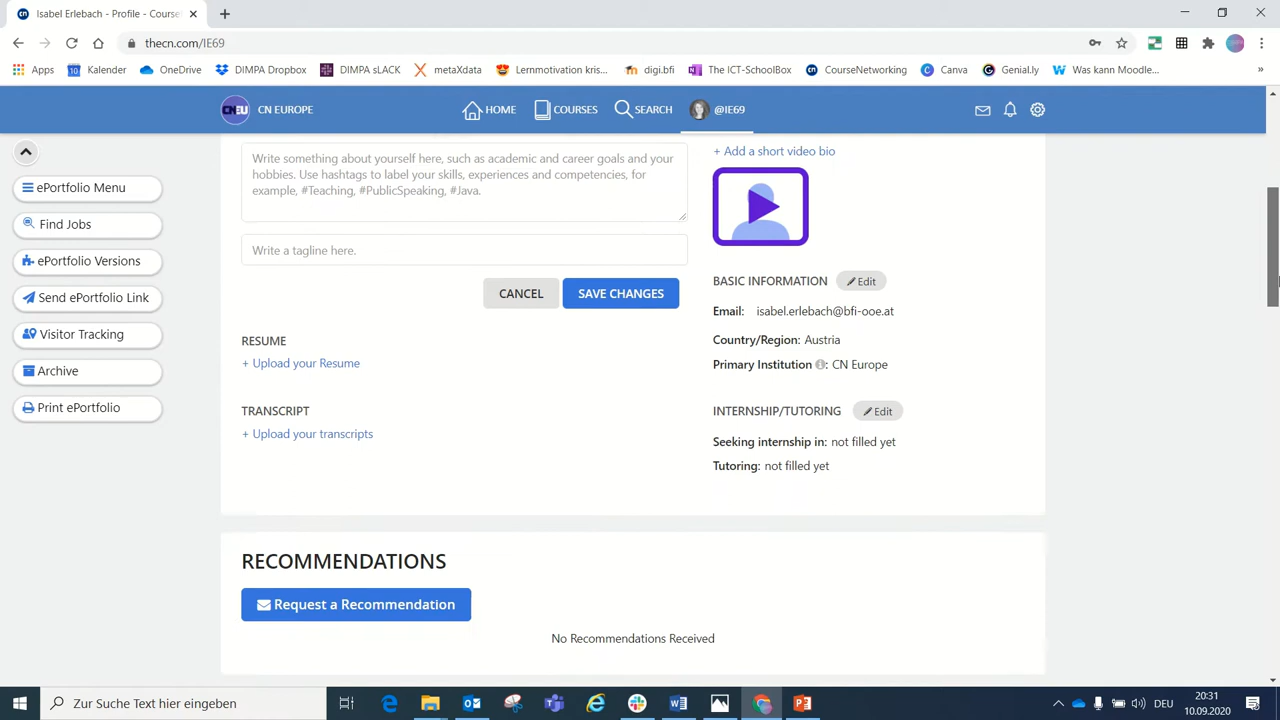 Isabel Erlebach - Profile - Course
thecn.com/IE69
Apps
Kalender
OneDrive
DIMPA Dropbox
DIMPA sLACK
metaXdata
Lernmotivation kris...
digi.bfi
The ICT-SchoolBox
CourseNetworking
Canva
Genial.ly
Was kann Moodle...
»
CNEU
CN EUROPE
HOME
COURSES
SEARCH
@IE69
ePortfolio Menu
Find Jobs
ePortfolio Versions
Send ePortfolio Link
Visitor Tracking
Archive
Print ePortfolio
Write something about yourself here, such as academic and career goals and your
hobbies. Use hashtags to label your skills, experiences and competencies, for
example, #Teaching, #PublicSpeaking, #Java.
Write a tagline here.
CANCEL
SAVE CHANGES
RESUME
+ Upload your Resume
TRANSCRIPT
+ Upload your transcripts
+ Add a short video bio
BASIC INFORMATION
Edit
Email: isabel.erlebach@bfi-ooe.at
Country/Region: Austria
Primary Institution : CN Europe
INTERNSHIP/TUTORING
Edit
Seeking internship in: not filled yet
Tutoring: not filled yet
RECOMMENDATIONS
Request a Recommendation
No Recommendations Received
Zur Suche Text hier eingeben
DEU
20:31
10.09.2020